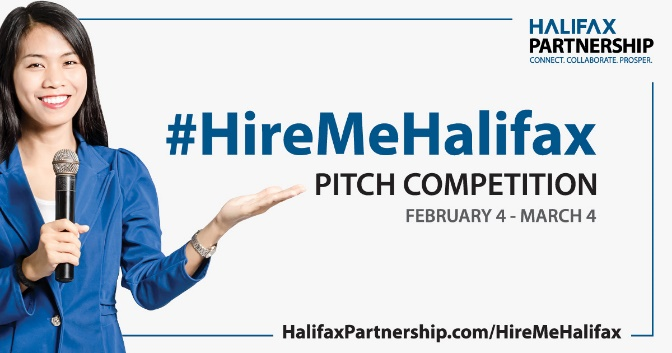 HALIFAX
PARTNERSHIP
CONNECT. COLLABORATE. PROSPER.
#HireMeHalifax
PITCH COMPETITION
FEBRUARY 4 - MARCH 4
HalifaxPartnership.com/HireMeHalifax